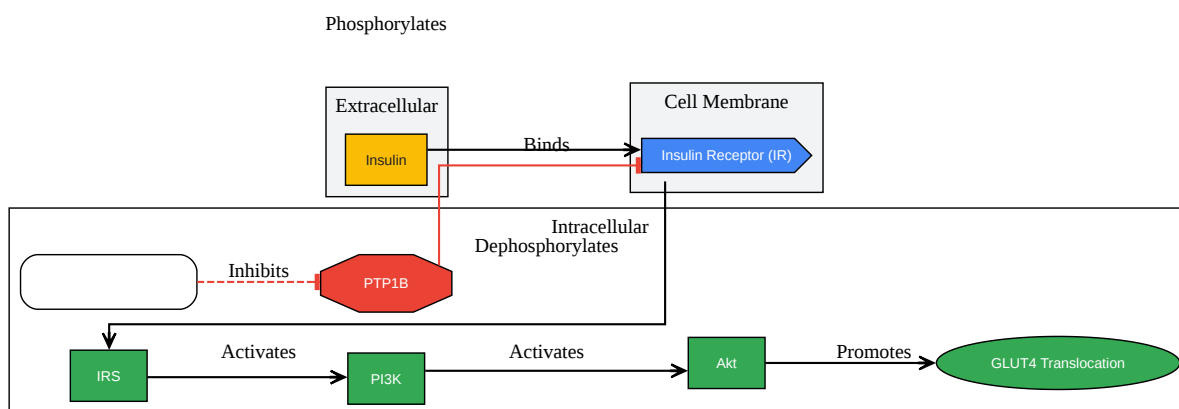 Phosphorylates
Extracellular
Cell Membrane
Insulin
Binds
Insulin Receptor (IR)
Intracellular
Dephosphorylates
Inhibits
PTP1B
IRS
Activates
PI3K
Activates
Akt
Promotes
GLUT4 Translocation